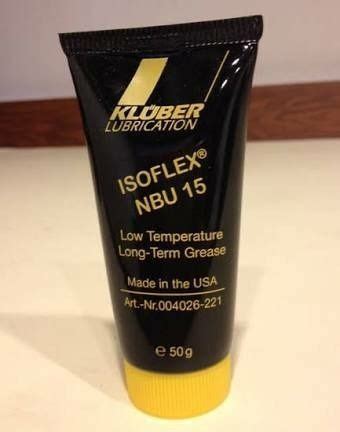 KLÜBER
LUBRICATION
ISOFLEX®
NBU 15
Low Temperature
Long-Term Grease
Made in the USA
Art.-Nr.004026-221
℮ 50g